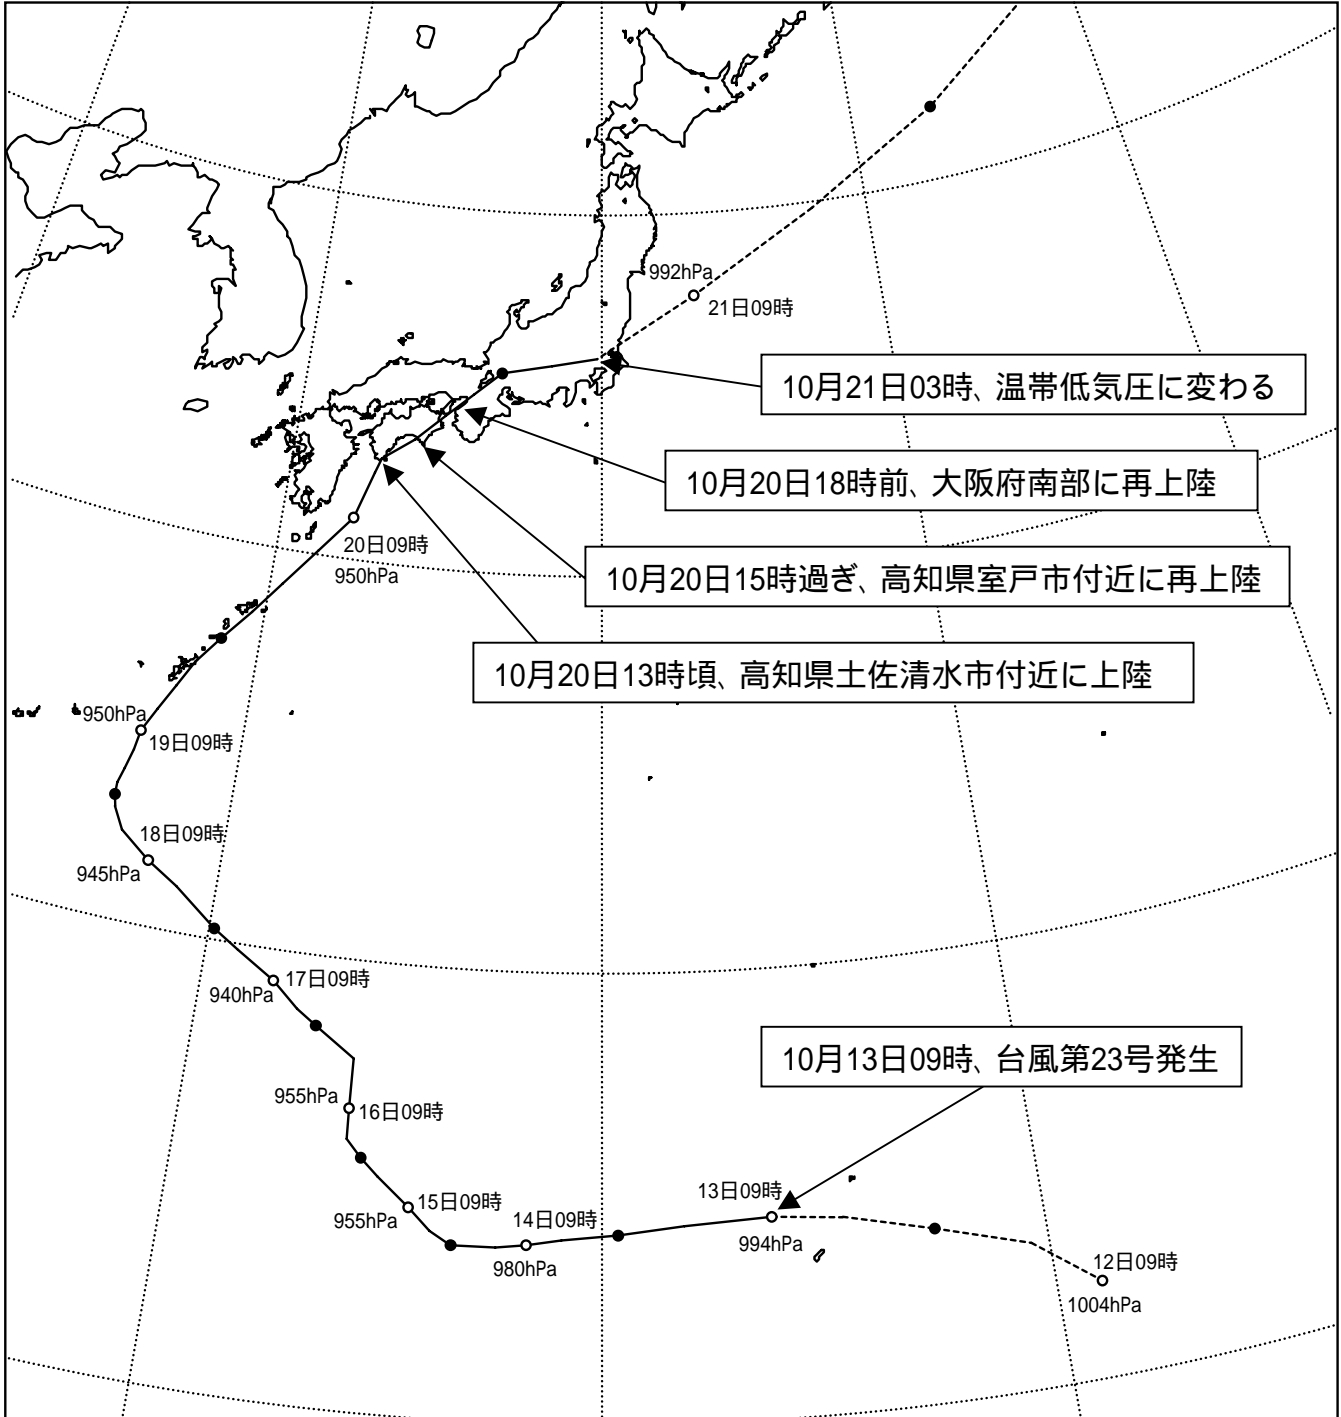 992hPa
21日09時
10月21日03時、温帯低気圧に変わる
10月20日18時前、大阪府南部に再上陸
20日09時
950hPa
10月20日15時過ぎ、高知県室戸市付近に再上陸
10月20日13時頃、高知県土佐清水市付近に上陸
950hPa
19日09時
18日09時
945hPa
17日09時
940hPa
10月13日09時、台風第23号発生
955hPa
16日09時
13日09時
15日09時
955hPa
14日09時
994hPa
980hPa
12日09時
1004hPa